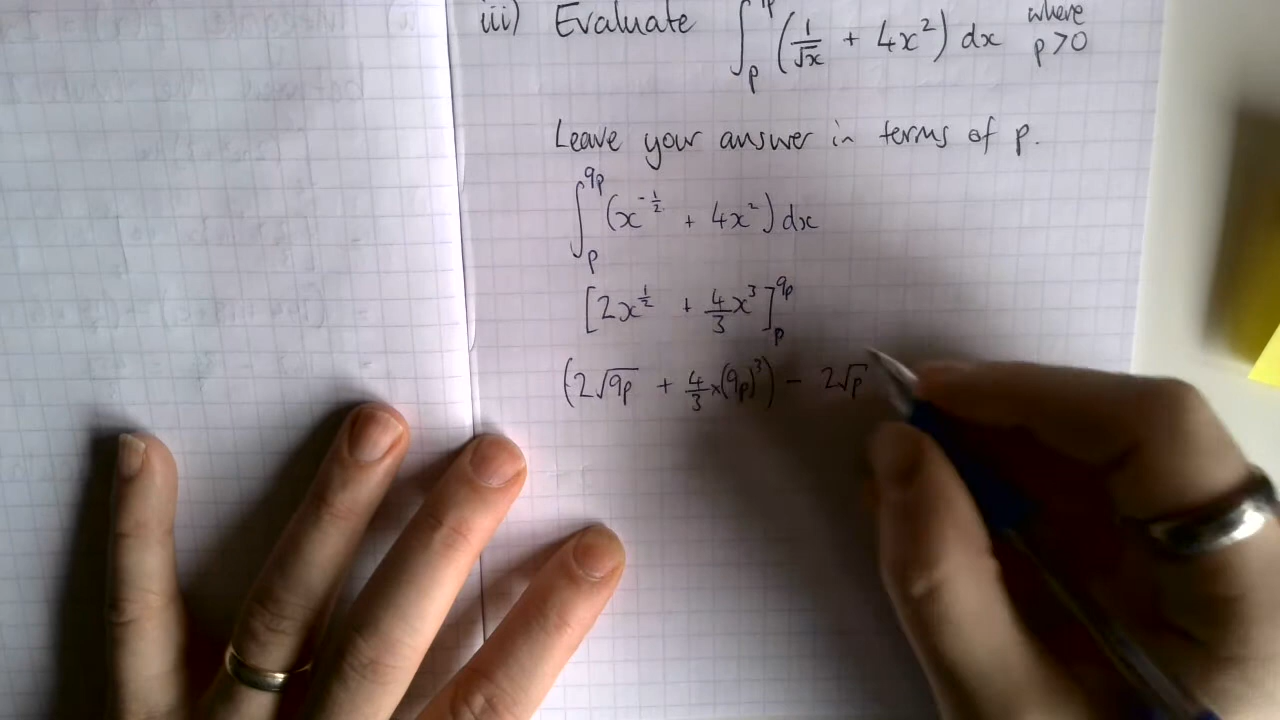 iii) Evaluate ∫_p^{9p} (1/√x + 4x²) dx where p>0
Leave your answer in terms of p.
∫_p^{9p} (x^{-1/2} + 4x²) dx
[2x^{1/2} + 4/3 x³]_p^{9p}
(2√9p + 4/3 × (9p)³) - 2√p